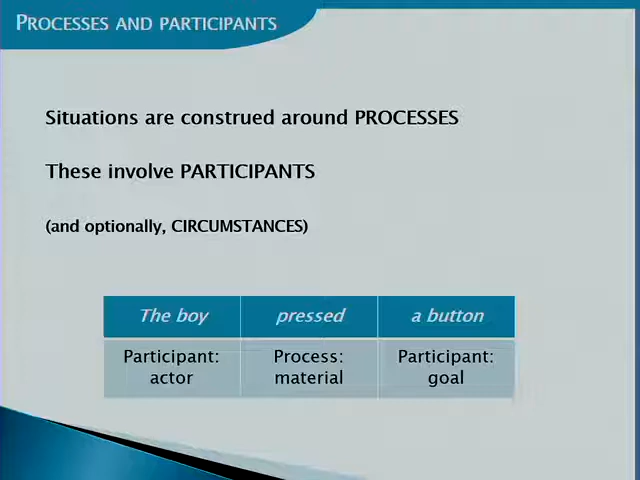 PROCESSES AND PARTICIPANTS
Situations are construed around PROCESSES
These involve PARTICIPANTS
(and optionally, CIRCUMSTANCES)
The boy pressed a button
Participant: actor Process: material Participant: goal